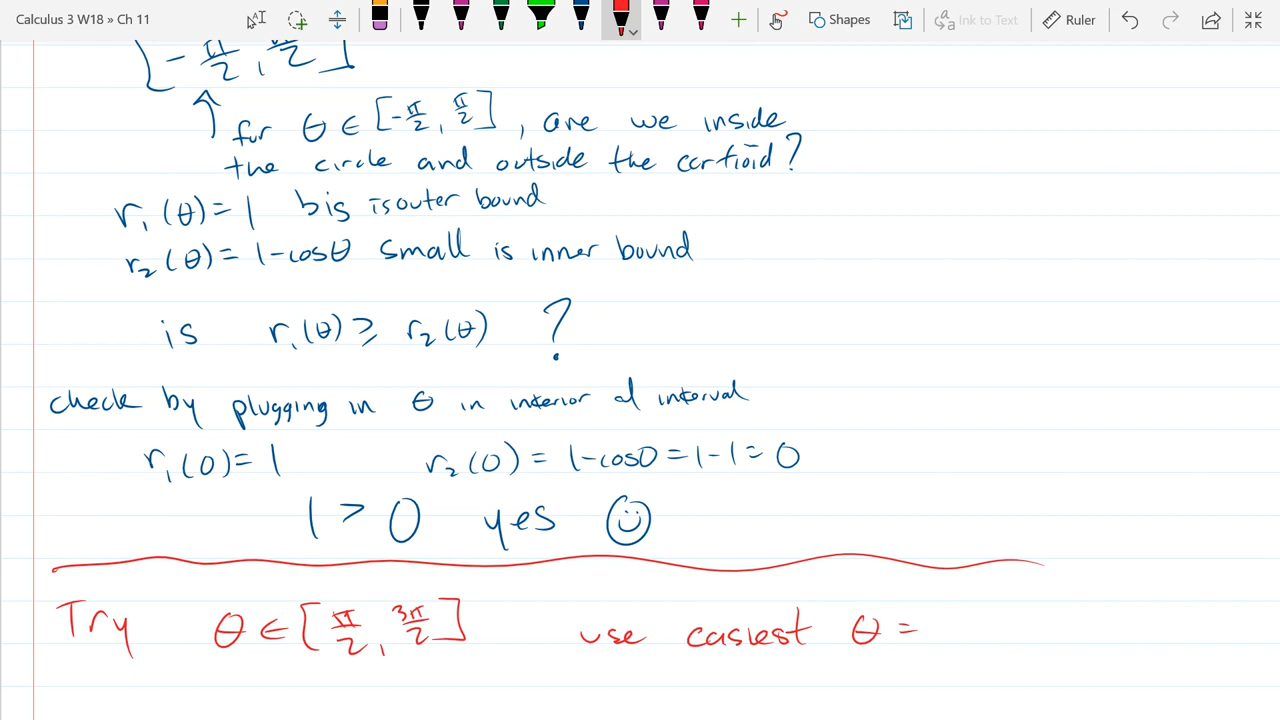 Calculus 3 W18 » Ch 11
Shapes
Ink to Text
Ruler
[-π/2, π/2]
for θ ∈ [-π/2, π/2], are we inside
the circle and outside the cartioid?
r₁(θ) = 1 big is outer bound
r₂(θ) = 1-cosθ small is inner bound
is r₁(θ) ≥ r₂(θ) ?
check by plugging in θ in interior of interval
r₁(0) = 1 r₂(0) = 1-cos0 = 1-1 = 0
1 > 0 yes ☺
Try θ ∈ [π/2, 3π/2] use easiest θ =